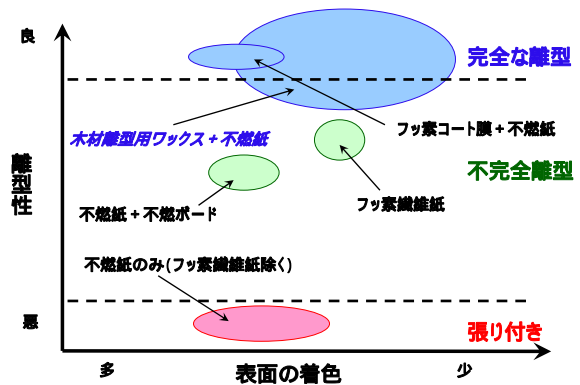 良
完全な離型
フッ素コート膜+不燃紙
木材離型用ワックス+不燃紙
離型性
不完全離型
フッ素繊維紙
不燃紙+不燃ボード
不燃紙のみ(フッ素繊維紙除く)
悪
張り付き
多
表面の着色
少